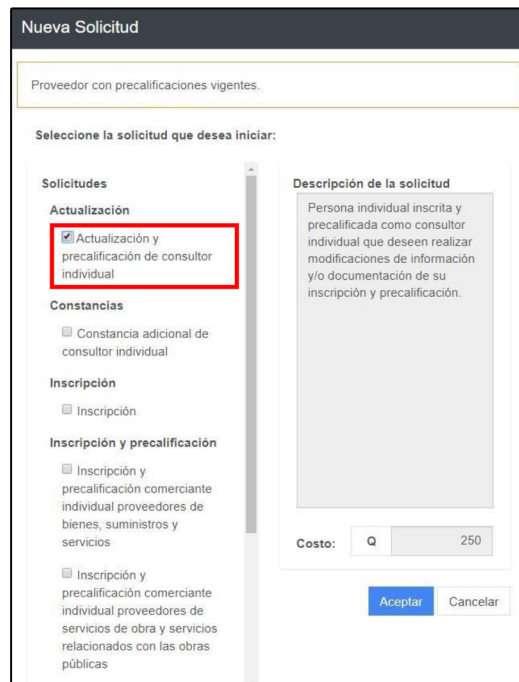 Nueva Solicitud
Proveedor con precalificaciones vigentes.
Seleccione la solicitud que desea iniciar:
Solicitudes
Actualización
Actualización y
precalificación de consultor
individual
Constancias
Constancia adicional de
consultor individual
Inscripción
Inscripción
Inscripción y precalificación
Inscripción y
precalificación comerciante
individual proveedores de
bienes, suministros y
servicios
Inscripción y
precalificación comerciante
individual proveedores de
servicios de obra y servicios
relacionados con las obras
públicas
Descripción de la solicitud
Persona individual inscrita y
precalificada como consultor
individual que deseen realizar
modificaciones de información
y/o documentación de su
inscripción y precalificación.
Costo: Q 250
Aceptar Cancelar